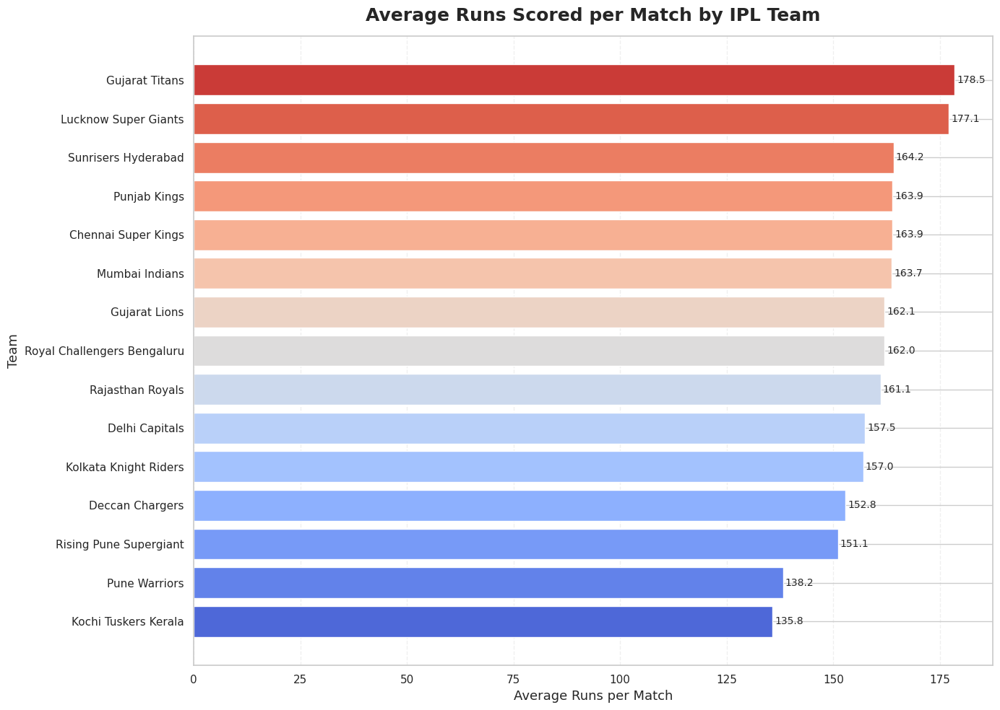 Average Runs Scored per Match by IPL Team
Gujarat Titans 178.5
Lucknow Super Giants 177.1
Sunrisers Hyderabad 164.2
Punjab Kings 163.9
Chennai Super Kings 163.9
Mumbai Indians 163.7
Gujarat Lions 162.1
Royal Challengers Bengaluru 162.0
Rajasthan Royals 161.1
Delhi Capitals 157.5
Kolkata Knight Riders 157.0
Deccan Chargers 152.8
Rising Pune Supergiant 151.1
Pune Warriors 138.2
Kochi Tuskers Kerala 135.8
Team
0 25 50 75 100 125 150 175
Average Runs per Match